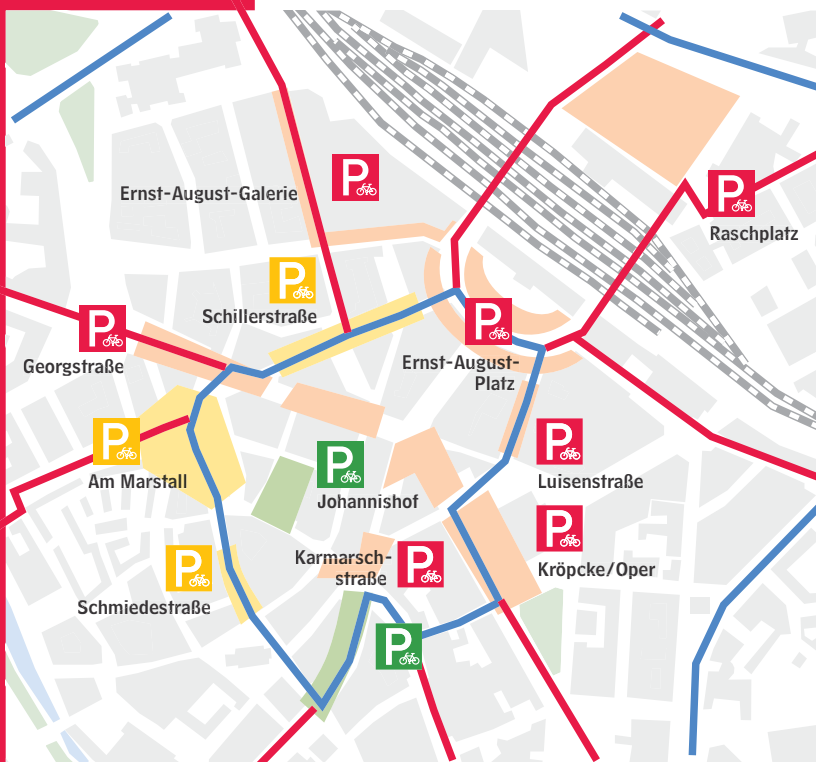 P
Ernst-August-Galerie
P
Raschplatz
P
Schillerstraße
P
Georgstraße
P
Ernst-August-
Platz
P
Am Marstall
P
Johannishof
P
Luisenstraße
P
Karmarsch-
straße
P
P
Kröpcke/Oper
P
Schmiedestraße
P